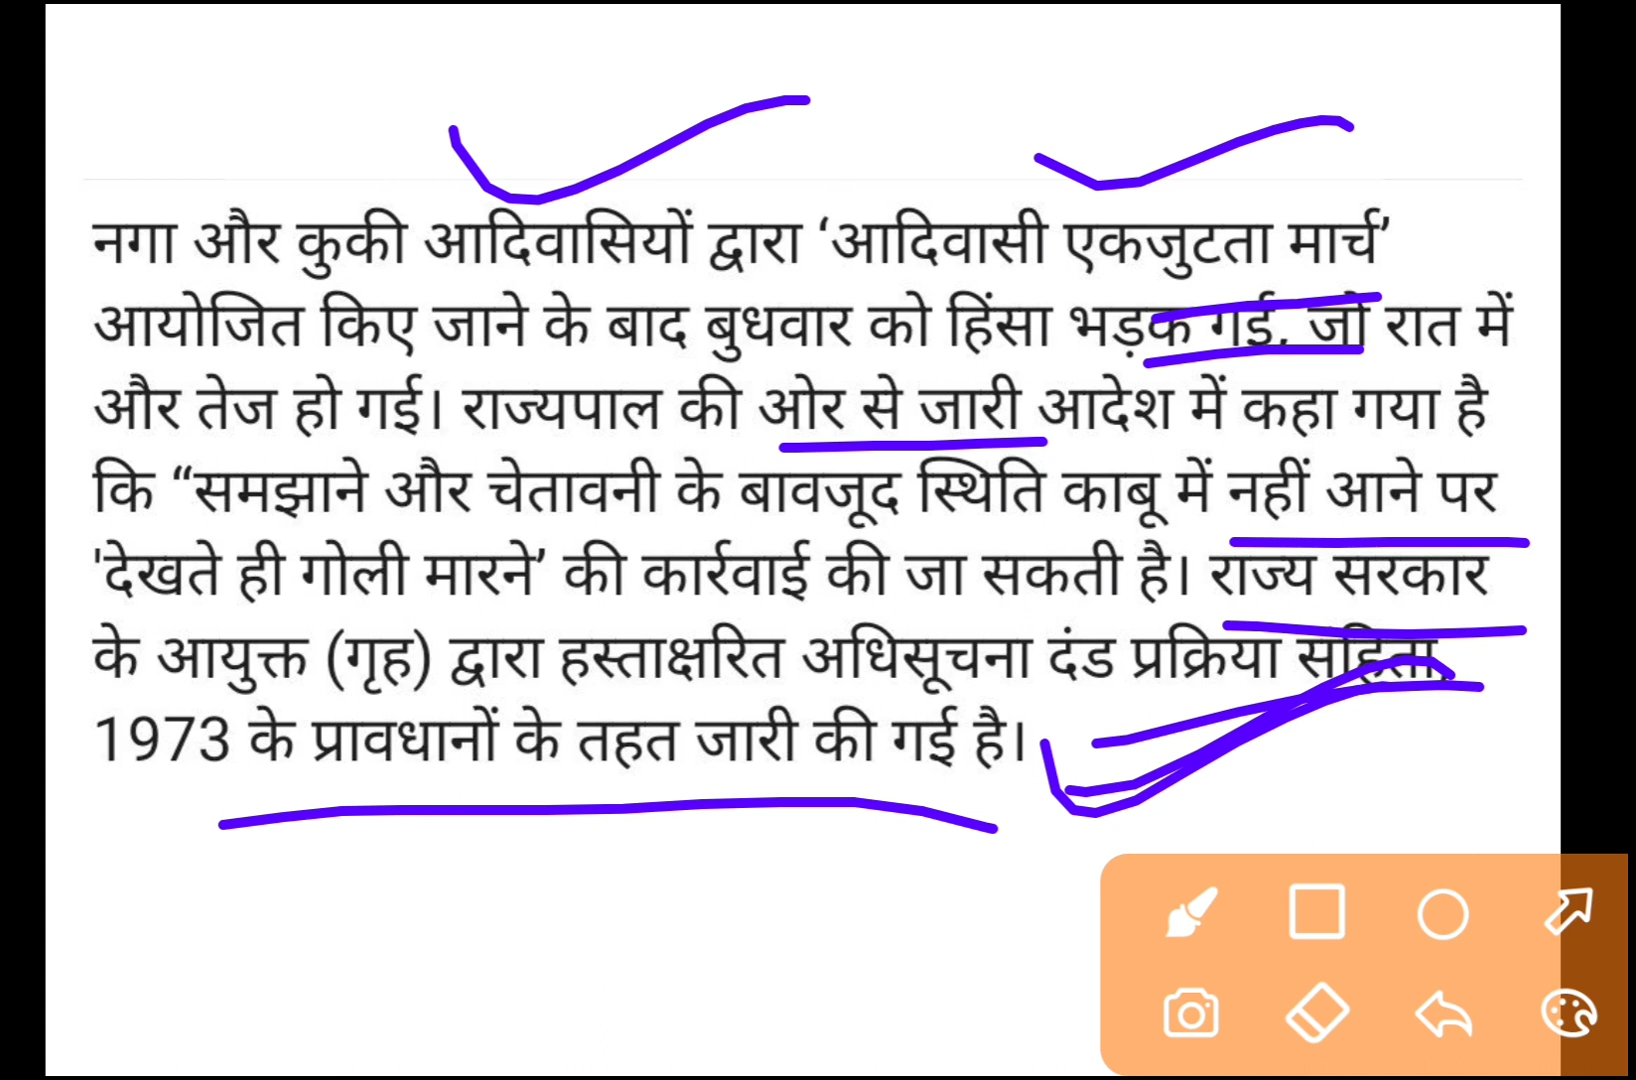 नगा और कुकी आदिवासियों द्वारा ‘आदिवासी एकजुटता मार्च’
आयोजित किए जाने के बाद बुधवार को हिंसा भड़क गई, जो रात में
और तेज हो गई। राज्यपाल की ओर से जारी आदेश में कहा गया है
कि “समझाने और चेतावनी के बावजूद स्थिति काबू में नहीं आने पर
'देखते ही गोली मारने’ की कार्रवाई की जा सकती है। राज्य सरकार
के आयुक्त (गृह) द्वारा हस्ताक्षरित अधिसूचना दंड प्रक्रिया संहिता,
1973 के प्रावधानों के तहत जारी की गई है।